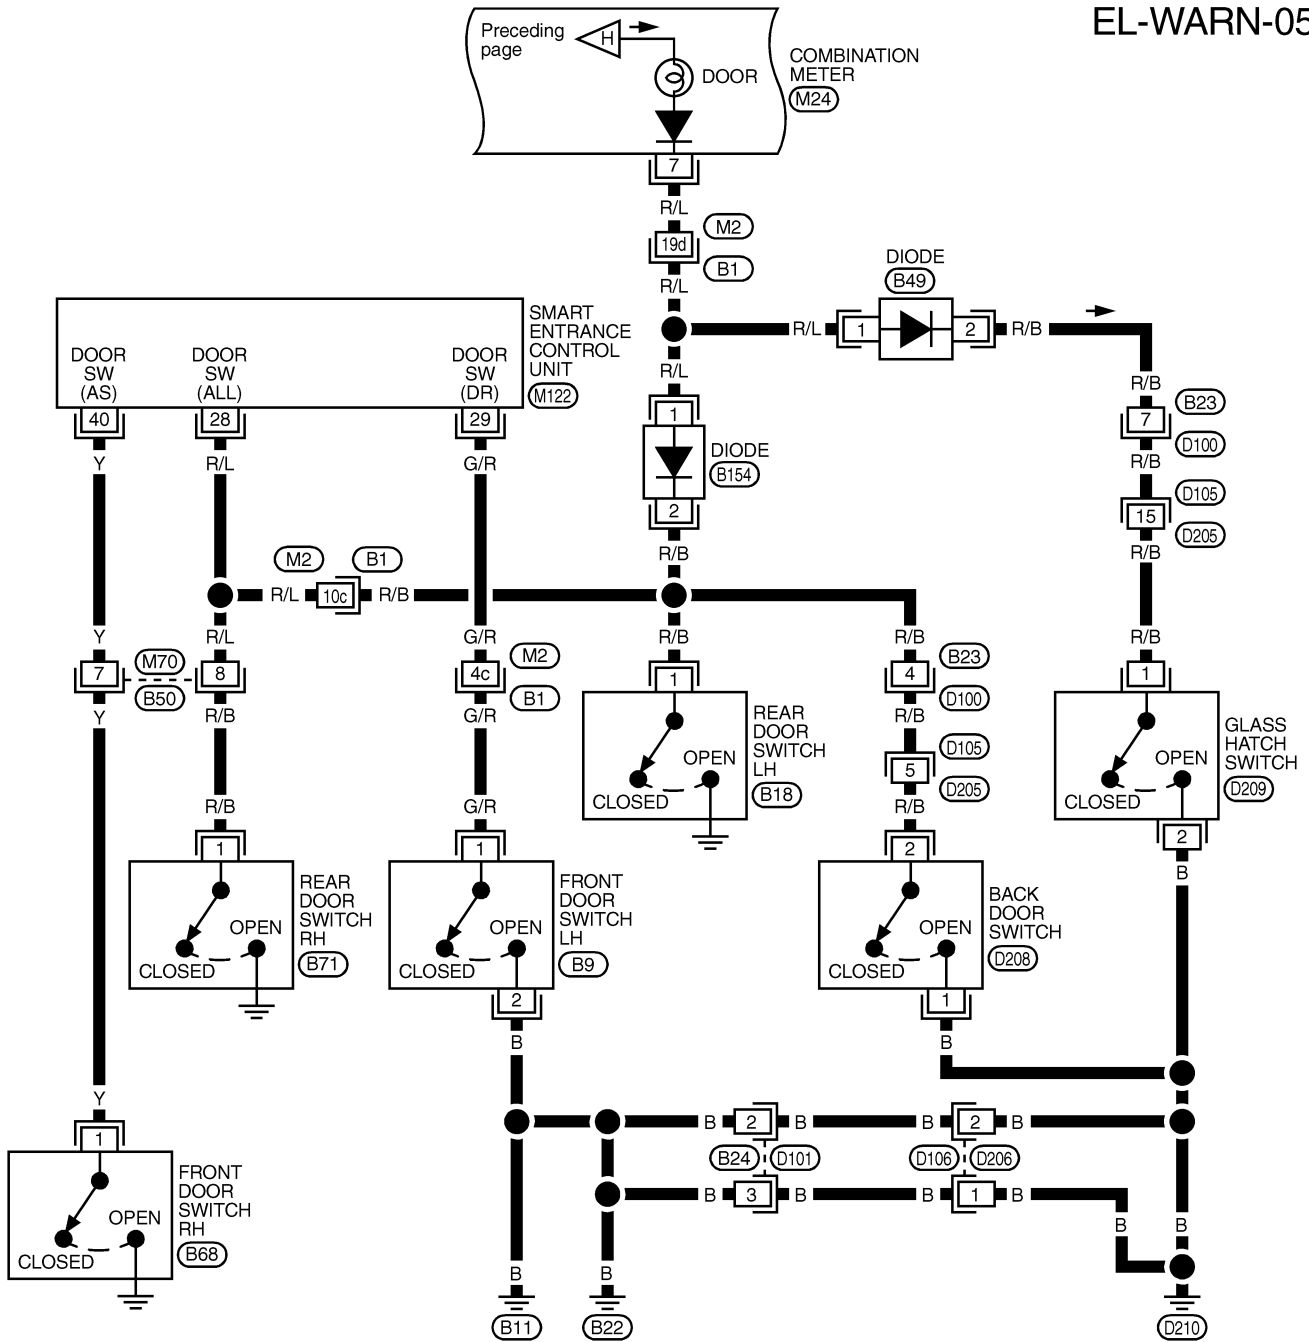 EL-WARN-05
Preceding
page
H
DOOR
COMBINATION
METER
M24
7
R/L
M2
19d
B1
R/L
DIODE
B49
R/L
1
2
R/B
SMART
ENTRANCE
CONTROL
UNIT
M122
DOOR
SW
(AS)
DOOR
SW
(ALL)
DOOR
SW
(DR)
40
28
29
R/L
1
DIODE
B154
2
R/B
R/B
B23
7
D100
R/B
D105
15
D205
R/B
Y
R/L
G/R
M2
B1
R/L
10c
R/B
Y
R/L
G/R
R/B
R/B
R/B
7
M70
B50
8
4c
M2
B1
1
B23
4
D100
1
Y
R/B
G/R
R/B
REAR
DOOR
SWITCH
LH
B18
OPEN
CLOSED
D105
5
D205
GLASS
HATCH
SWITCH
D209
OPEN
CLOSED
R/B
G/R
R/B
1
1
2
2
B
REAR
DOOR
SWITCH
RH
B71
OPEN
CLOSED
FRONT
DOOR
SWITCH
LH
B9
OPEN
CLOSED
BACK
DOOR
SWITCH
D208
OPEN
CLOSED
2
1
B
B
Y
1
B
2
B
B
2
B
B24
D101
D106
D206
B
3
B
B
1
B
FRONT
DOOR
SWITCH
RH
B68
OPEN
CLOSED
B
B
B
B
B11
B22
D210